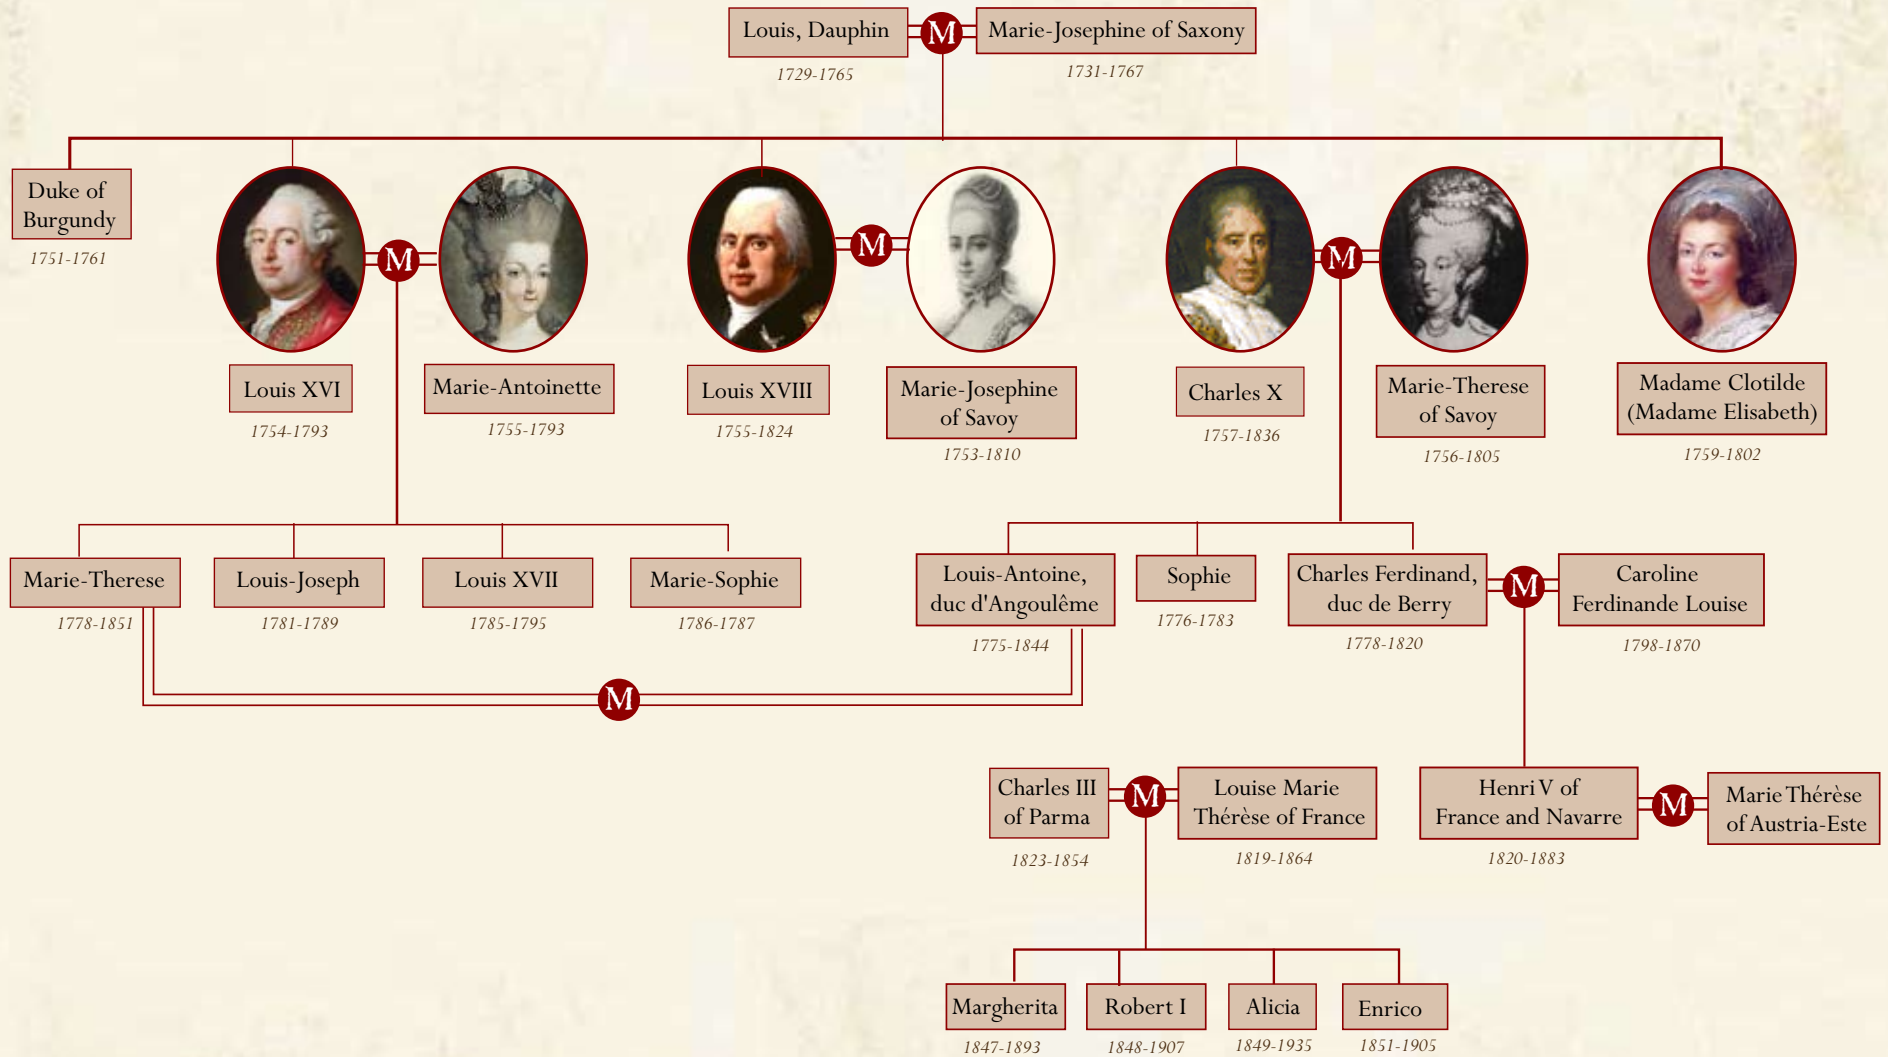 Louis, Dauphin
M
Marie-Josephine of Saxony
1729-1765
1731-1767
Duke of
Burgundy
1751-1761
M
M
M
Louis XVI
1754-1793
Marie-Antoinette
1755-1793
Louis XVIII
1755-1824
Marie-Josephine
of Savoy
1753-1810
Charles X
1757-1836
Marie-Therese
of Savoy
1756-1805
Madame Clotilde
(Madame Elisabeth)
1759-1802
Marie-Therese
1778-1851
Louis-Joseph
1781-1789
Louis XVII
1785-1795
Marie-Sophie
1786-1787
Louis-Antoine,
duc d'Angoulême
1775-1844
Sophie
1776-1783
Charles Ferdinand,
duc de Berry
1778-1820
M
Caroline
Ferdinande Louise
1798-1870
M
Charles III
of Parma
1823-1854
M
Louise Marie
Thérèse of France
1819-1864
Henri V of
France and Navarre
1820-1883
M
Marie Thérèse
of Austria-Este
Margherita
1847-1893
Robert I
1848-1907
Alicia
1849-1935
Enrico
1851-1905